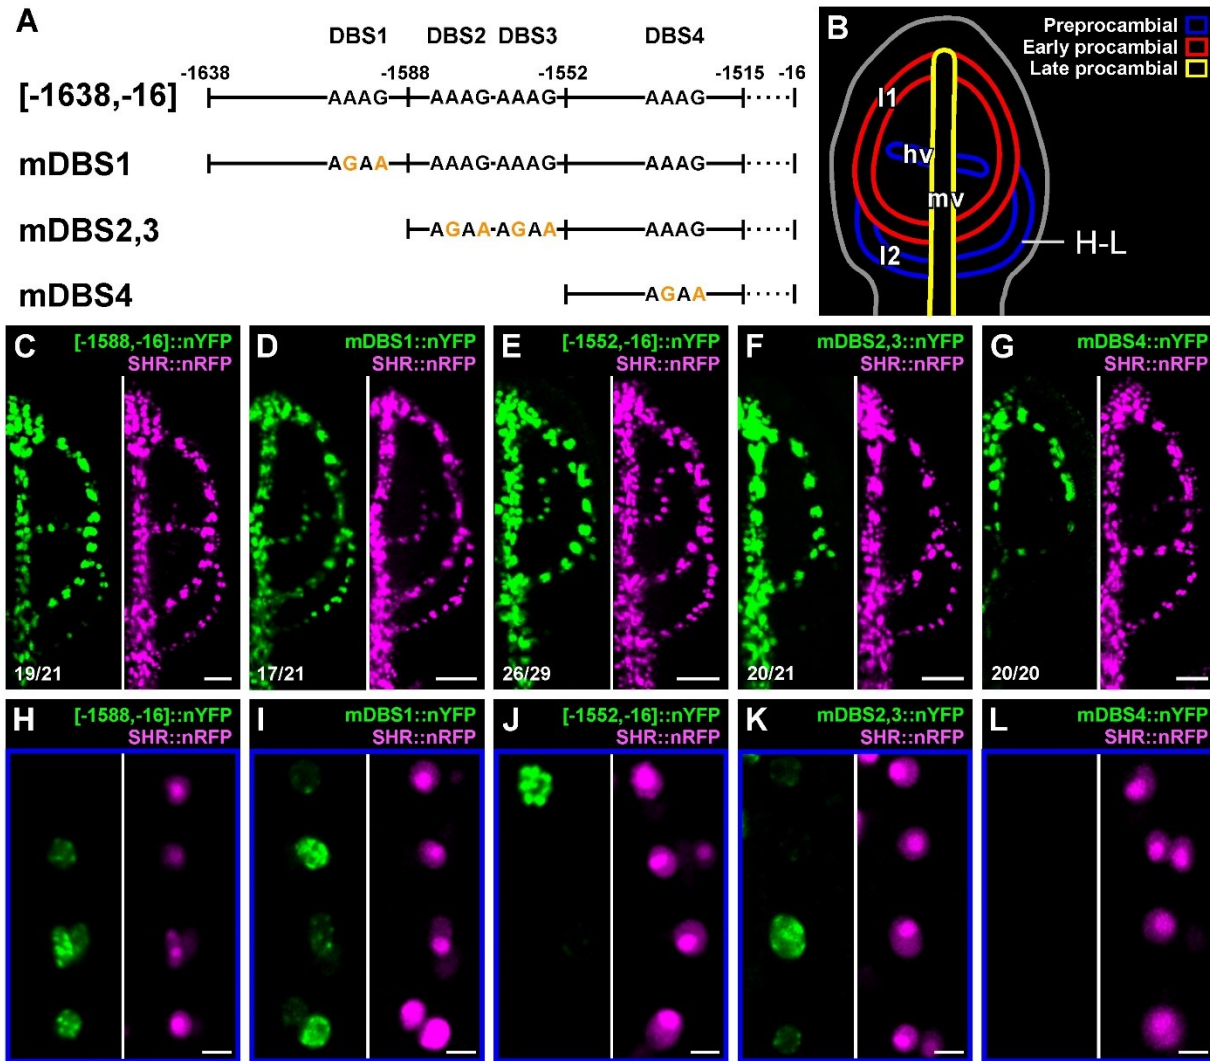 A
DBS1 DBS2 DBS3 DBS4
-1638 -1588 -1552 -1515 -16
[-1638,-16] AAAG AAAG-AAAG AAAG
mDBS1 AGAA AAAG-AAAG AAAG
mDBS2,3 AGAA-AGAA AAAG
mDBS4 AGAA
B
Preprocambial
Early procambial
Late procambial
l1
hv
mv
l2
H-L
C [-1588,-16]::nYFP
SHR::nRFP
19/21
D mDBS1::nYFP
SHR::nRFP
17/21
E [-1552,-16]::nYFP
SHR::nRFP
26/29
F mDBS2,3::nYFP
SHR::nRFP
20/21
G mDBS4::nYFP
SHR::nRFP
20/20
H [-1588,-16]::nYFP
SHR::nRFP
I mDBS1::nYFP
SHR::nRFP
J [-1552,-16]::nYFP
SHR::nRFP
K mDBS2,3::nYFP
SHR::nRFP
L mDBS4::nYFP
SHR::nRFP